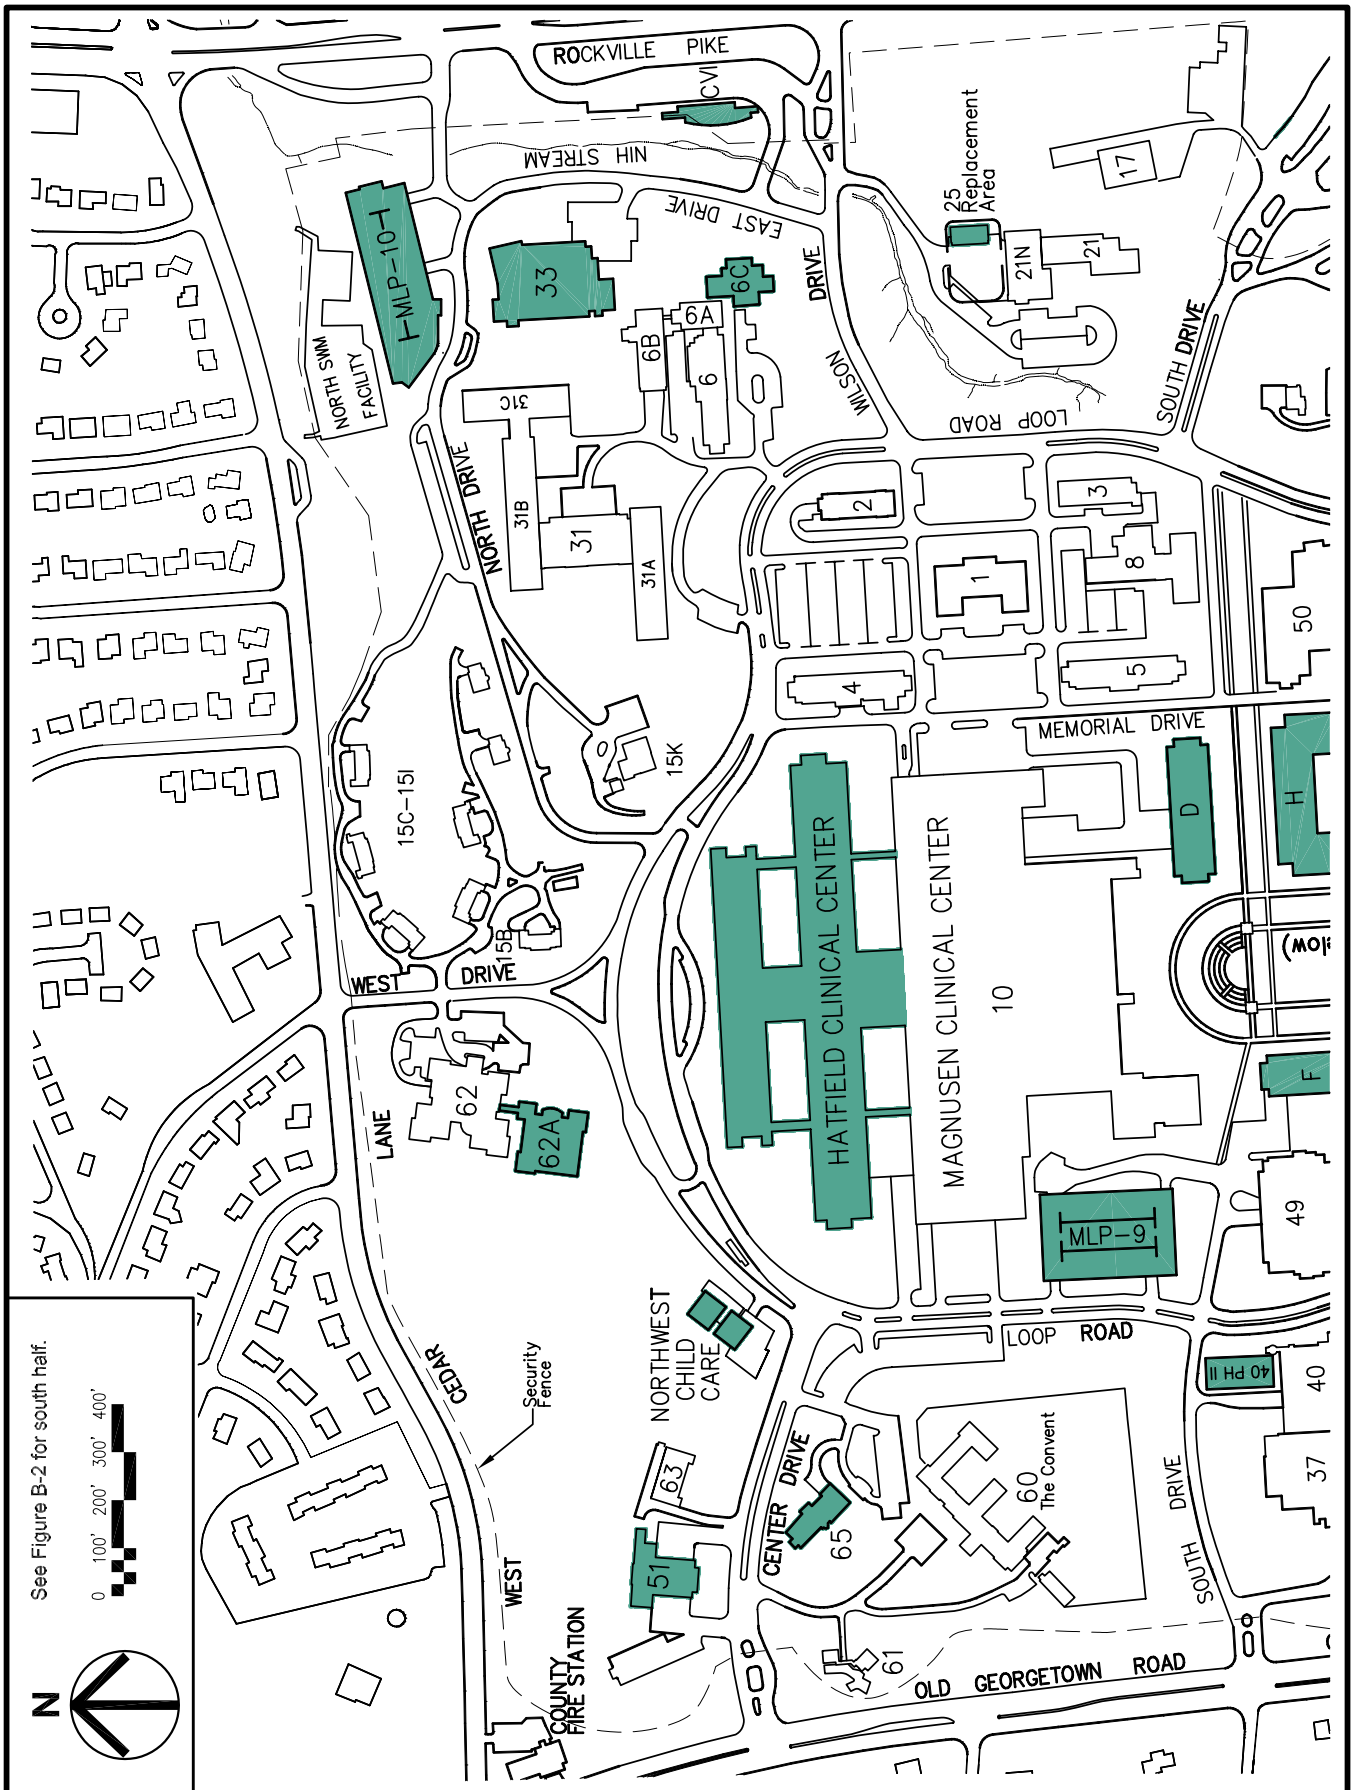 ROCKVILLE PIKE
CVI
NIH STREAM
EAST DRIVE
25
Replacement
Area
17
21N
21
MLP-10
33
6C
6A
6B
6
NORTH SWM
FACILITY
31C
31B
31
31A
NORTH DRIVE
WILSON
DRIVE
LOOP ROAD
SOUTH DRIVE
2
3
1
8
4
5
50
MEMORIAL DRIVE
15K
15C-15I
15B
WEST
DRIVE
D
H
HATFIELD CLINICAL CENTER
MAGNUSEN CLINICAL CENTER
10
low)
F
62
62A
LANE
CEDAR
WEST
Security
Fence
MLP-9
49
NORTHWEST
CHILD
CARE
LOOP ROAD
40 PH II
40
37
63
51
CENTER DRIVE
65
60
The Convent
SOUTH DRIVE
61
OLD GEORGETOWN ROAD
COUNTY
FIRE STATION
See Figure B-2 for south half.
0 100' 200' 300' 400'
N